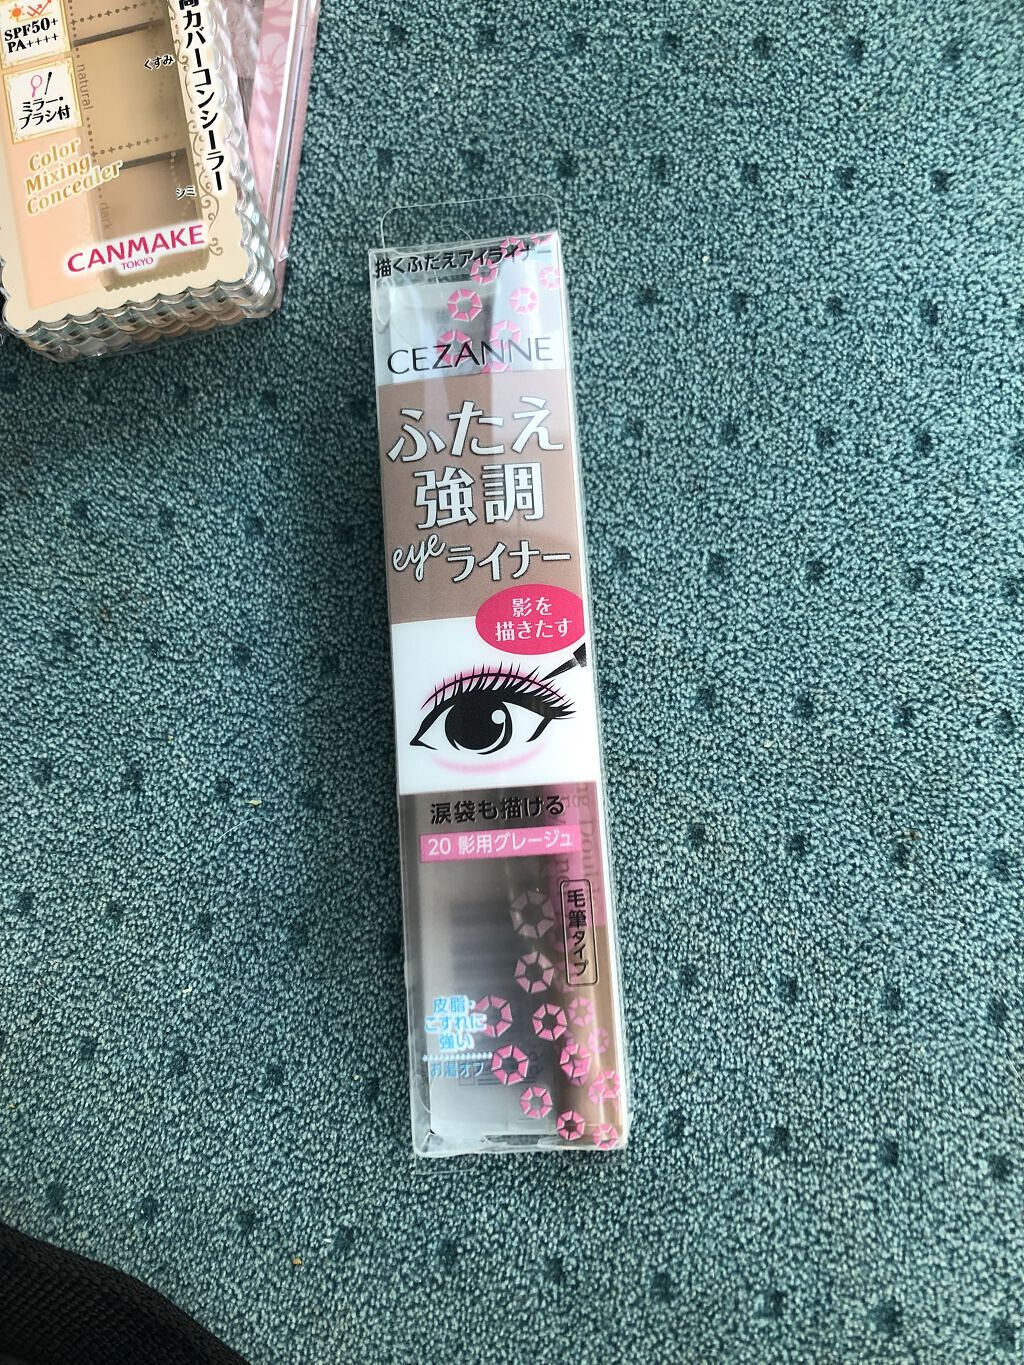 SPF50+
PA++++
ミラー・
ブラシ付
natural
くすみ
カバーコンシーラー
シミ
dark
Color
Mixing
Concealer
CANMAKE
TOKYO
描くふたえアイライナー
CEZANNE
ふたえ
強調
eyeライナー
影を
描きたす
涙袋も描ける
20 影用グレージュ
毛筆タイプ
皮脂・
こすれに
強い
お湯オフ